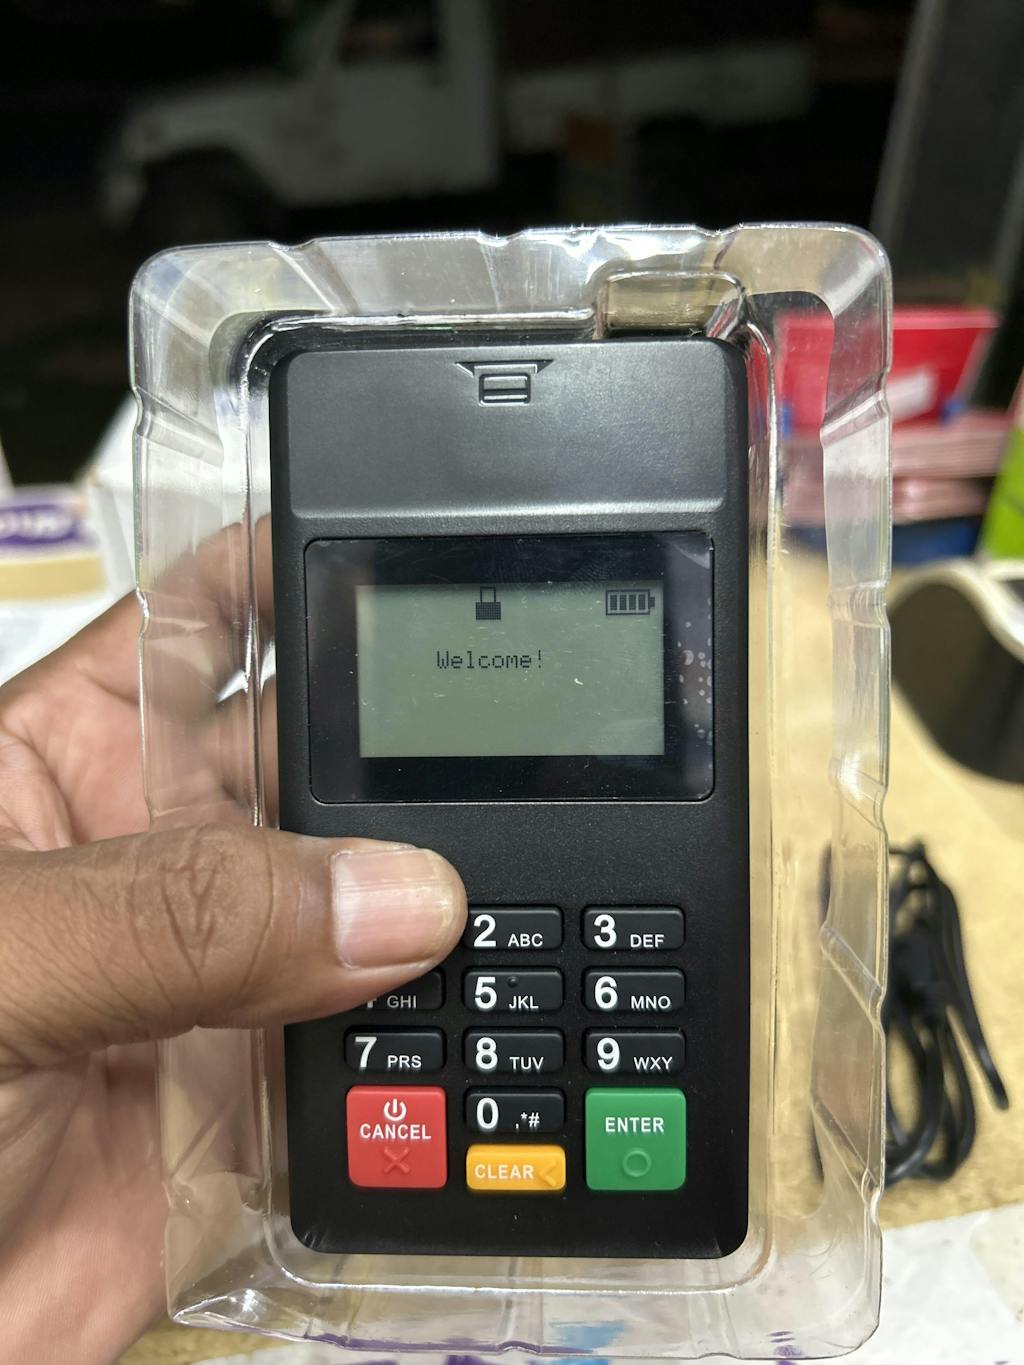 Welcome!
2 ABC
3 DEF
GHI
5 JKL
6 MNO
7 PRS
8 TUV
9 WXY
CANCEL
0 ,*#
ENTER
CLEAR